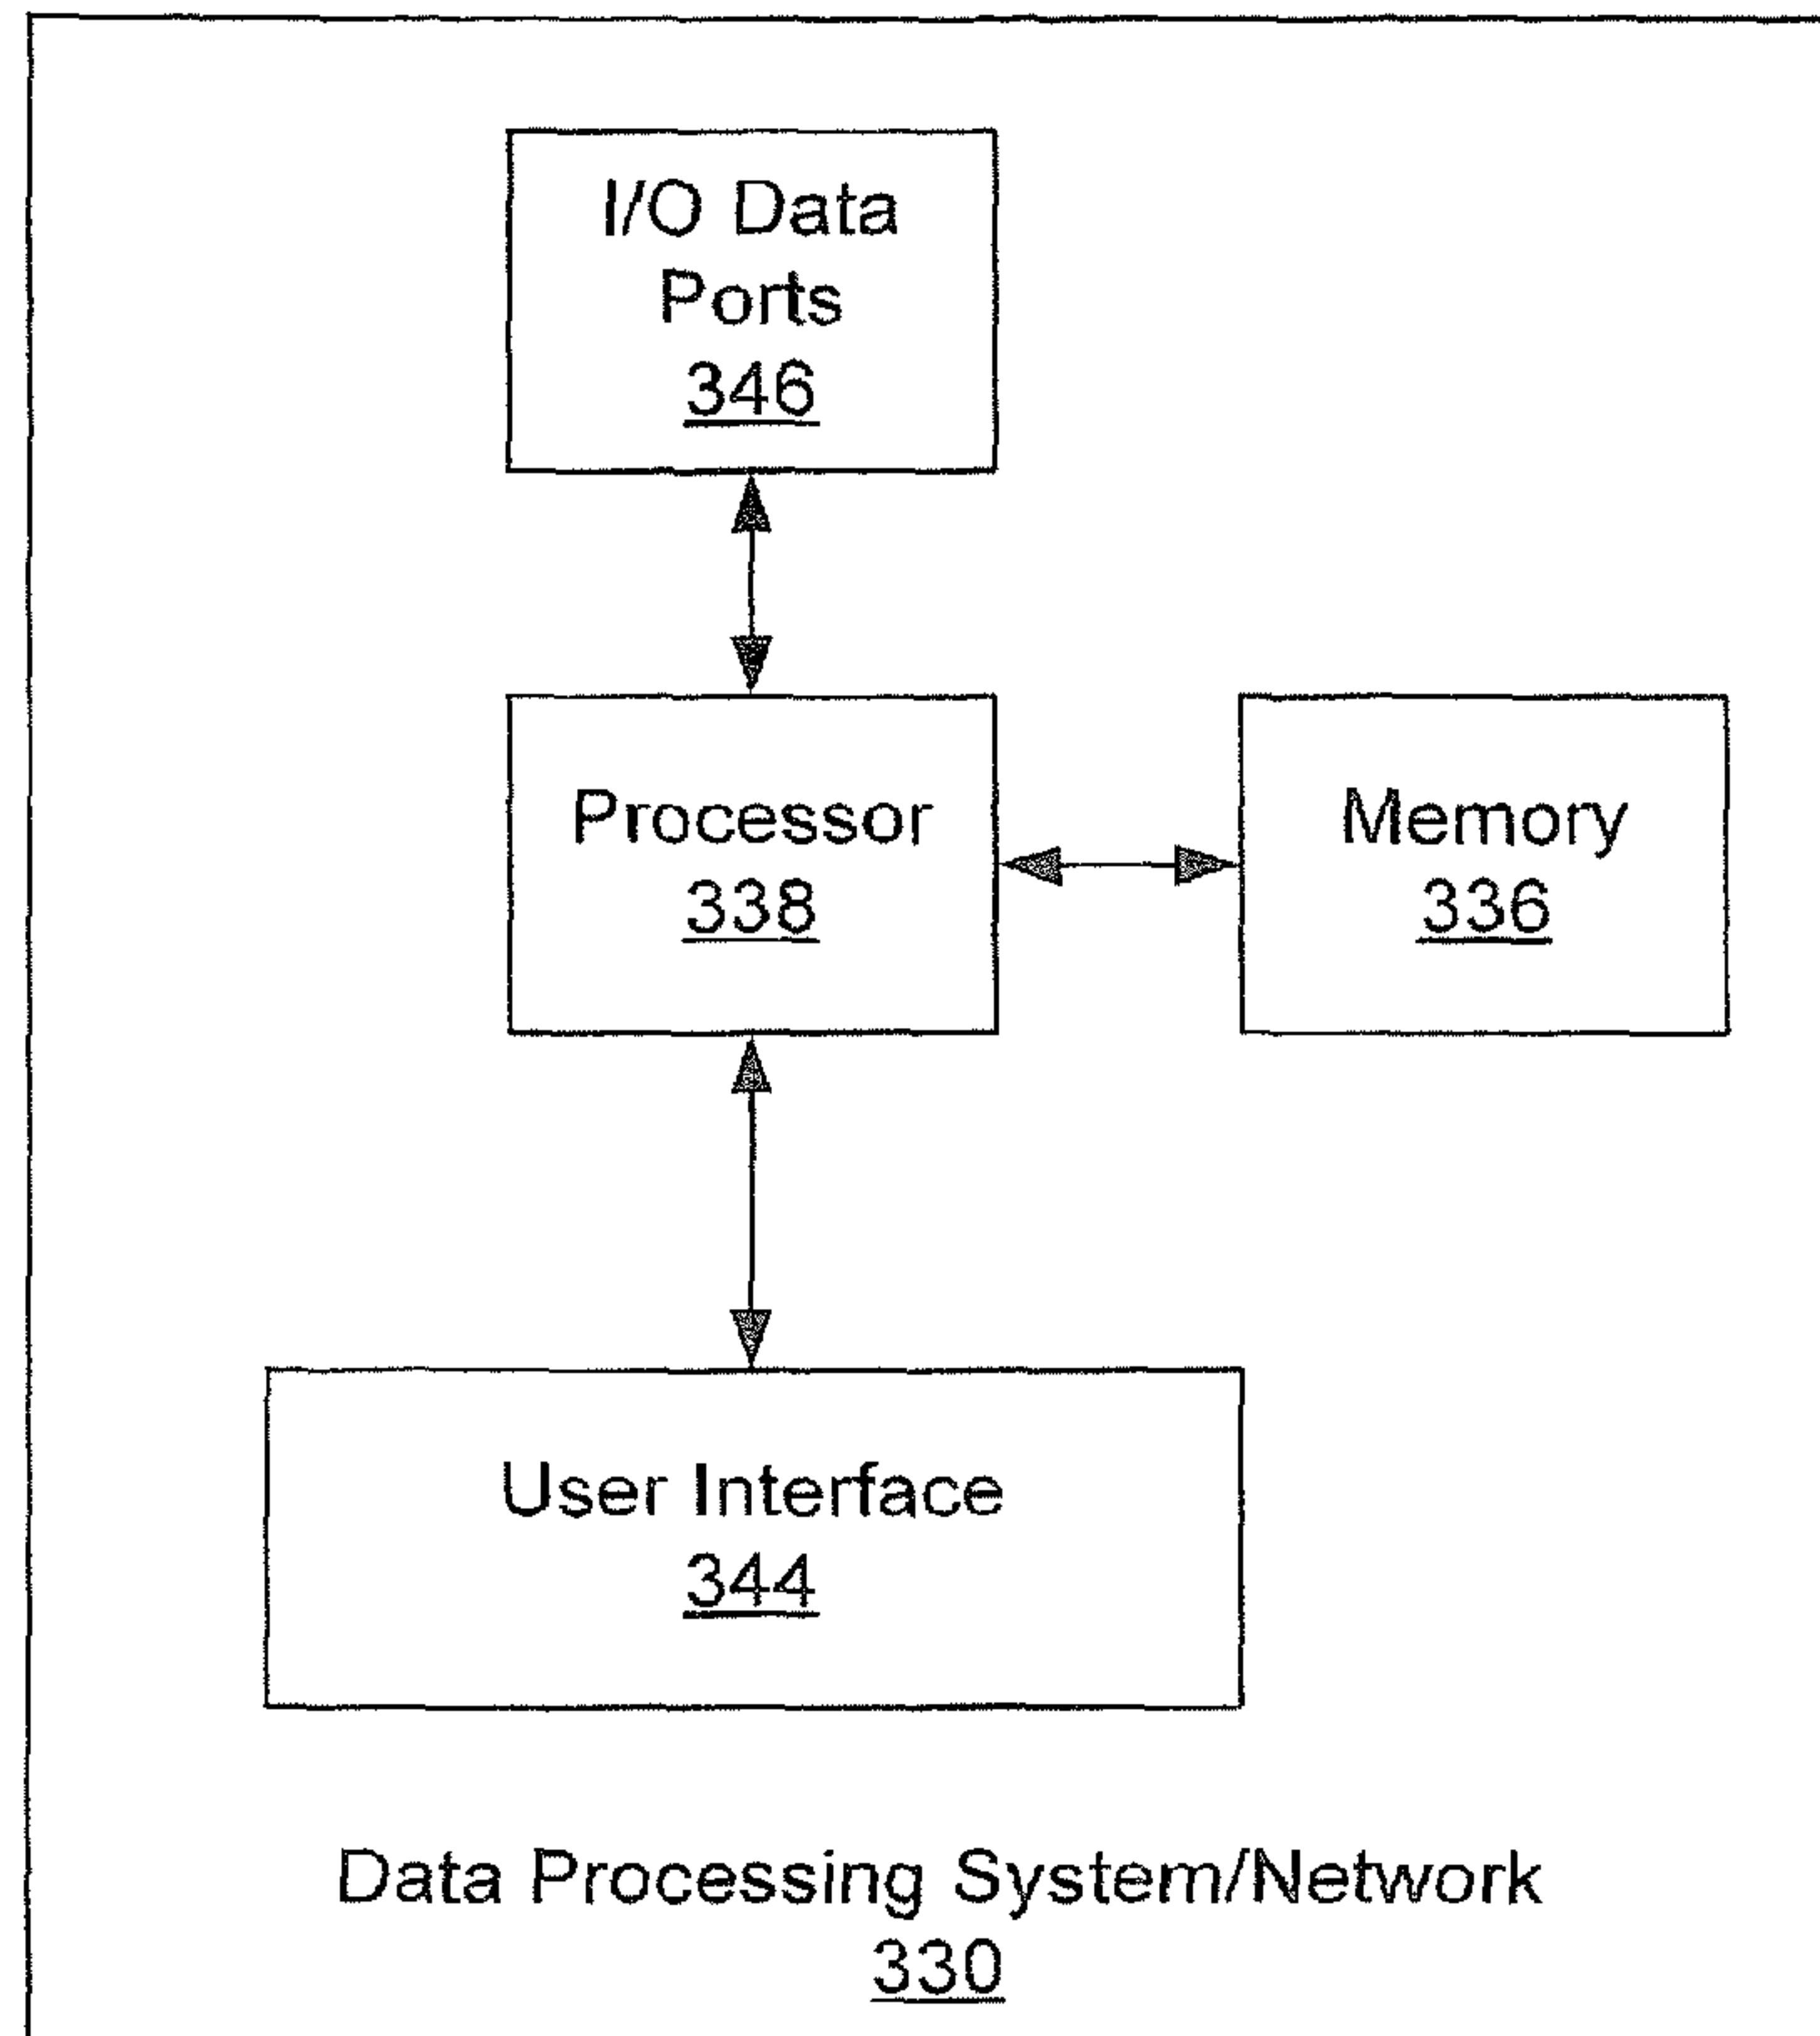 I/O Data
Ports
346
Processor
338
Memory
336
User Interface
344
Data Processing System/Network
330